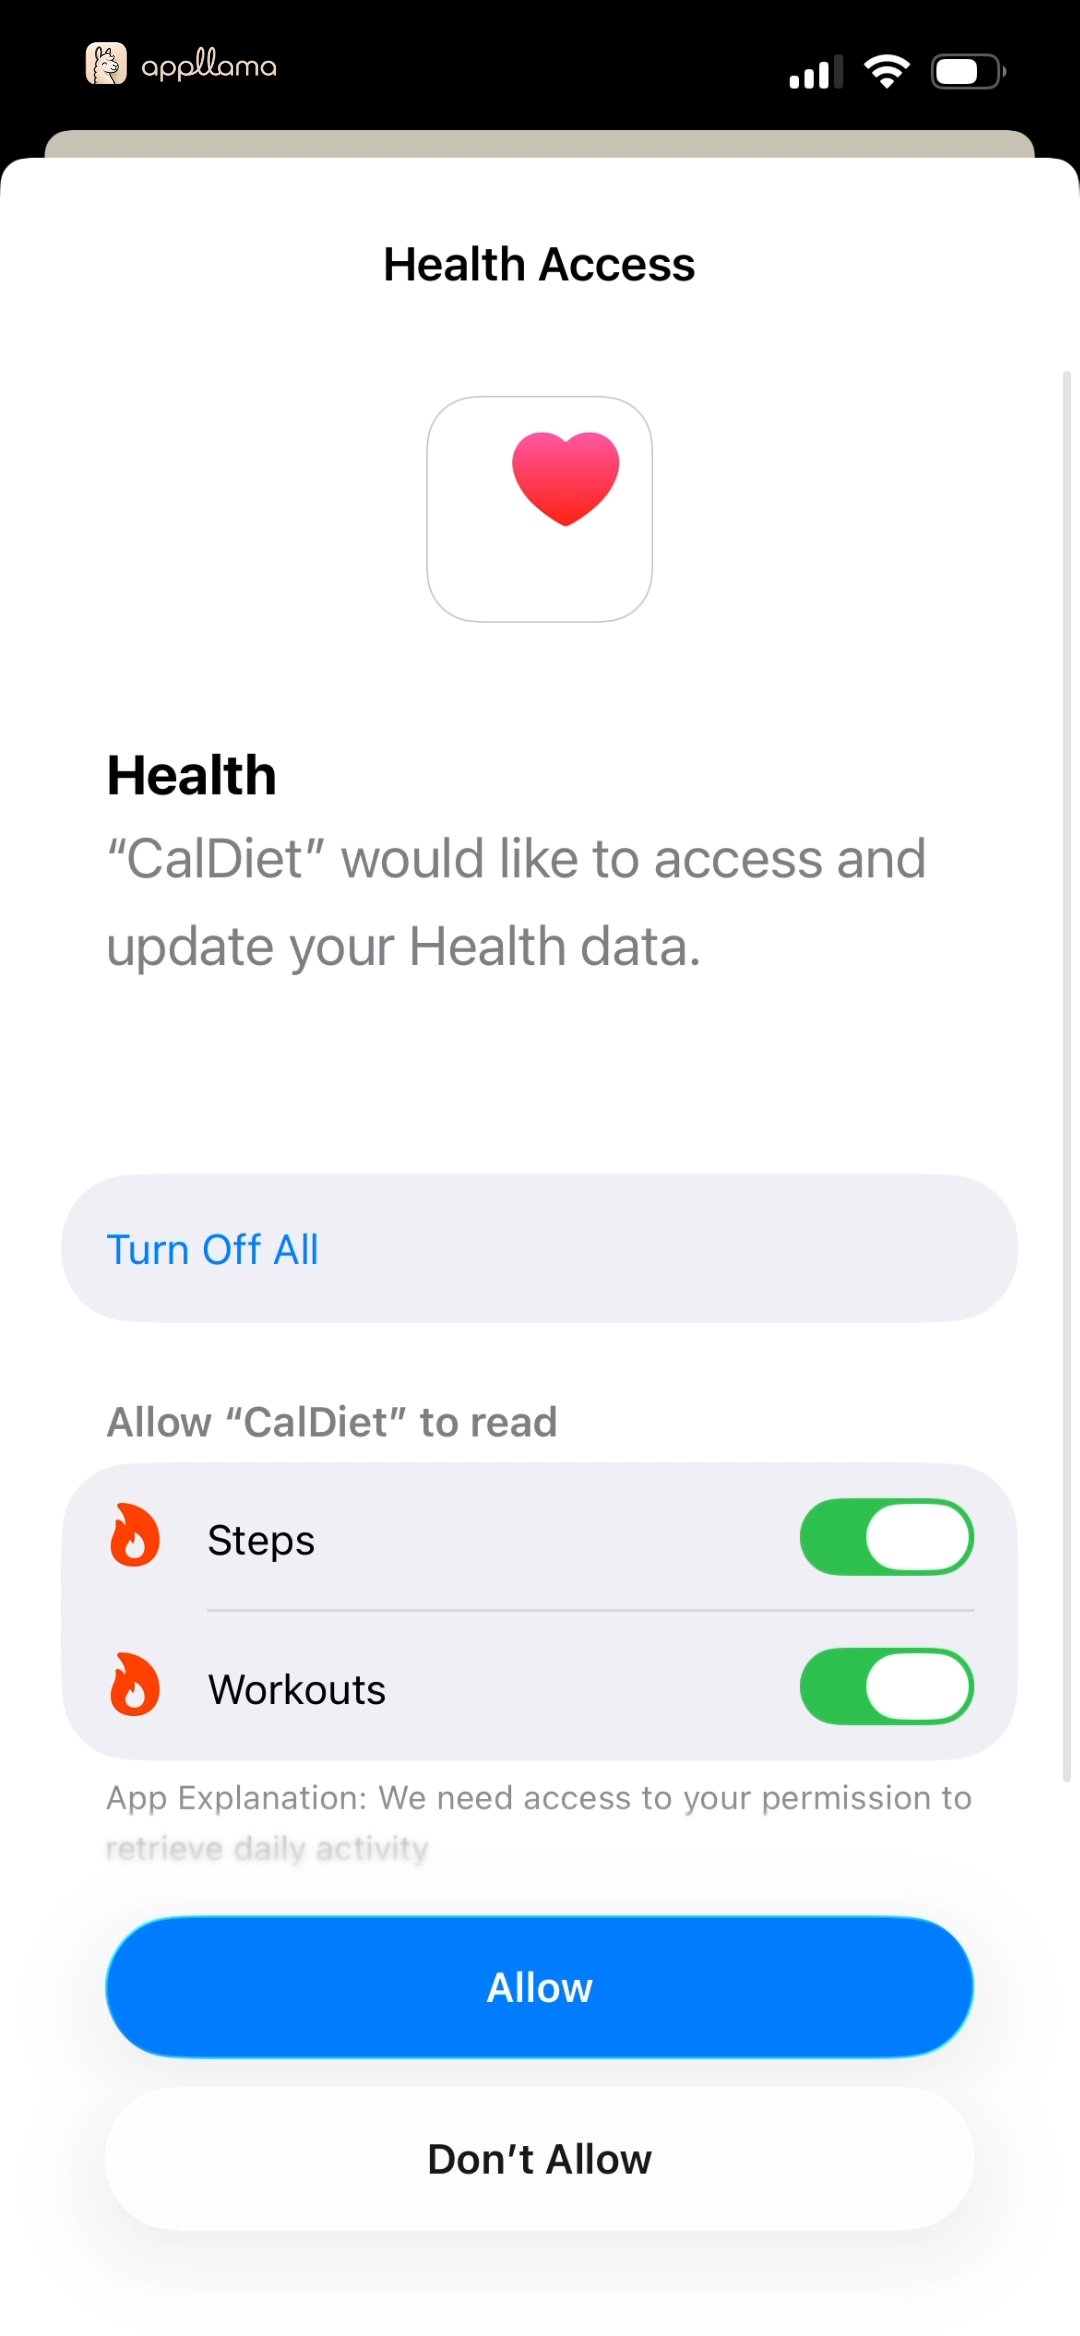 appllama
Health Access
Health
“CalDiet” would like to access and
update your Health data.
Turn Off All
Allow “CalDiet” to read
Steps
Workouts
App Explanation: We need access to your permission to
retrieve daily activity
Allow
Don’t Allow